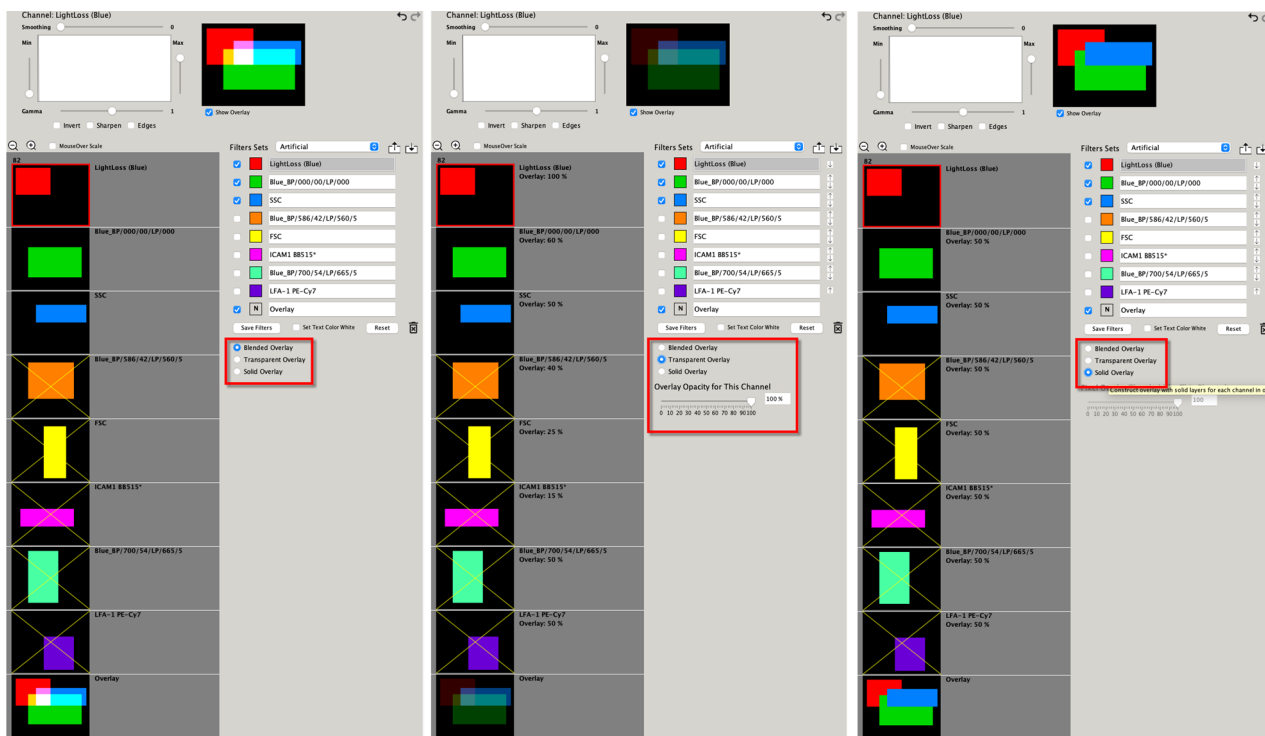 Channel: LightLoss (Blue)
Smoothing 0
Min Max
Gamma 1
Show Overlay
Invert Sharpen Edges
MouseOver Scale
Filters Sets Artificial
82
LightLoss (Blue)
Blue_BP/000/00/LP/000
SSC
Blue_BP/586/42/LP/560/5
FSC
ICAM1 BB515*
Blue_BP/700/54/LP/665/5
LFA-1 PE-Cy7
Overlay
LightLoss (Blue)
Blue_BP/000/00/LP/000
SSC
Blue_BP/586/42/LP/560/5
FSC
ICAM1 BB515*
Blue_BP/700/54/LP/665/5
LFA-1 PE-Cy7
N Overlay
Save Filters Set Text Color White Reset
Blended Overlay
Transparent Overlay
Solid Overlay
Channel: LightLoss (Blue)
Smoothing 0
Min Max
Gamma 1
Show Overlay
Invert Sharpen Edges
MouseOver Scale
Filters Sets Artificial
82
LightLoss (Blue)
Overlay: 100 %
Blue_BP/000/00/LP/000
Overlay: 60 %
SSC
Overlay: 50 %
Blue_BP/586/42/LP/560/5
Overlay: 40 %
FSC
Overlay: 25 %
ICAM1 BB515*
Overlay: 15 %
Blue_BP/700/54/LP/665/5
Overlay: 50 %
LFA-1 PE-Cy7
Overlay: 50 %
Overlay
LightLoss (Blue)
Blue_BP/000/00/LP/000
SSC
Blue_BP/586/42/LP/560/5
FSC
ICAM1 BB515*
Blue_BP/700/54/LP/665/5
LFA-1 PE-Cy7
N Overlay
Save Filters Set Text Color White Reset
Blended Overlay
Transparent Overlay
Solid Overlay
Overlay Opacity for This Channel
100 %
0 10 20 30 40 50 60 70 80 90100
Channel: LightLoss (Blue)
Smoothing 0
Min Max
Gamma 1
Show Overlay
Invert Sharpen Edges
MouseOver Scale
Filters Sets Artificial
82
LightLoss (Blue)
Blue_BP/000/00/LP/000
Overlay: 50 %
SSC
Overlay: 50 %
Blue_BP/586/42/LP/560/5
Overlay: 50 %
FSC
Overlay: 50 %
ICAM1 BB515*
Overlay: 50 %
Blue_BP/700/54/LP/665/5
Overlay: 50 %
LFA-1 PE-Cy7
Overlay: 50 %
Overlay
LightLoss (Blue)
Blue_BP/000/00/LP/000
SSC
Blue_BP/586/42/LP/560/5
FSC
ICAM1 BB515*
Blue_BP/700/54/LP/665/5
LFA-1 PE-Cy7
N Overlay
Save Filters Set Text Color White Reset
Blended Overlay
Transparent Overlay
Solid Overlay
Construct overlay with solid layers for each channel in
100
0 10 20 30 40 50 60 70 80 90100